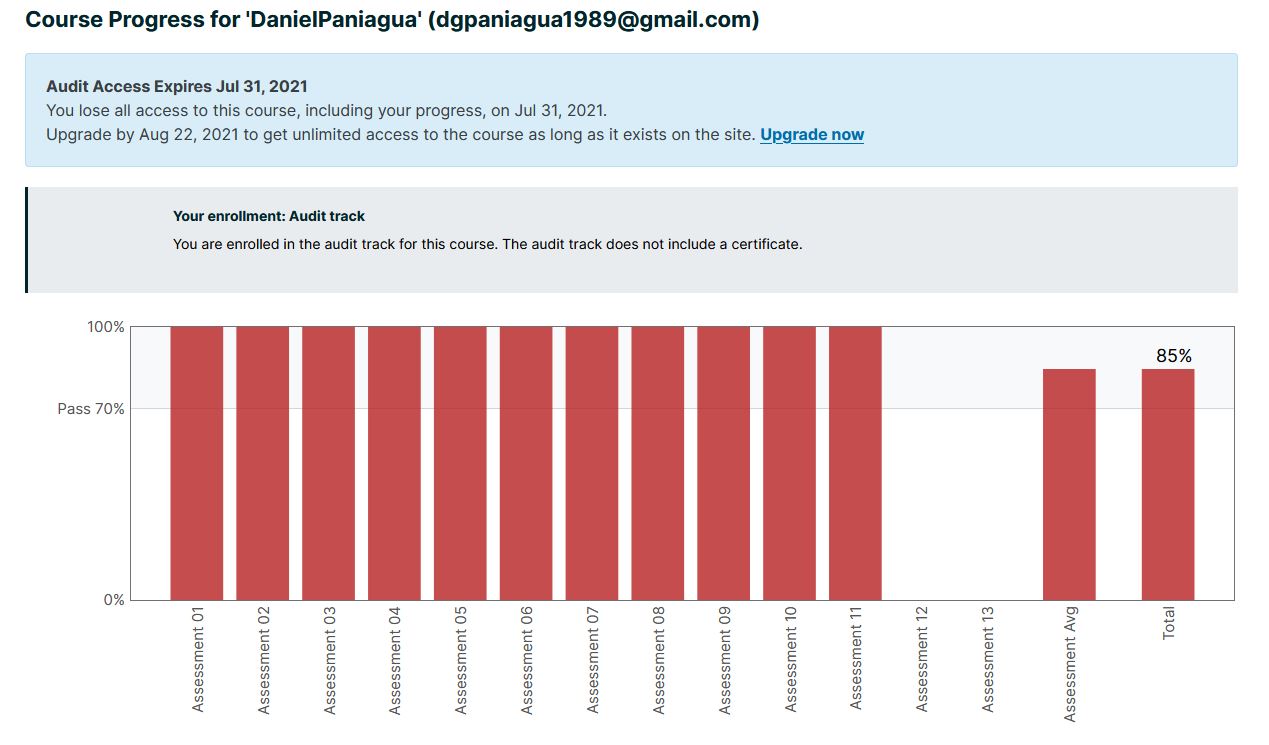 Course Progress for 'DanielPaniagua' (dgpaniagua1989@gmail.com)
Audit Access Expires Jul 31, 2021
You lose all access to this course, including your progress, on Jul 31, 2021.
Upgrade by Aug 22, 2021 to get unlimited access to the course as long as it exists on the site. Upgrade now
Your enrollment: Audit track
You are enrolled in the audit track for this course. The audit track does not include a certificate.
100%
85%
Pass 70%
0%
Assessment 01
Assessment 02
Assessment 03
Assessment 04
Assessment 05
Assessment 06
Assessment 07
Assessment 08
Assessment 09
Assessment 10
Assessment 11
Assessment 12
Assessment 13
Assessment Avg
Total